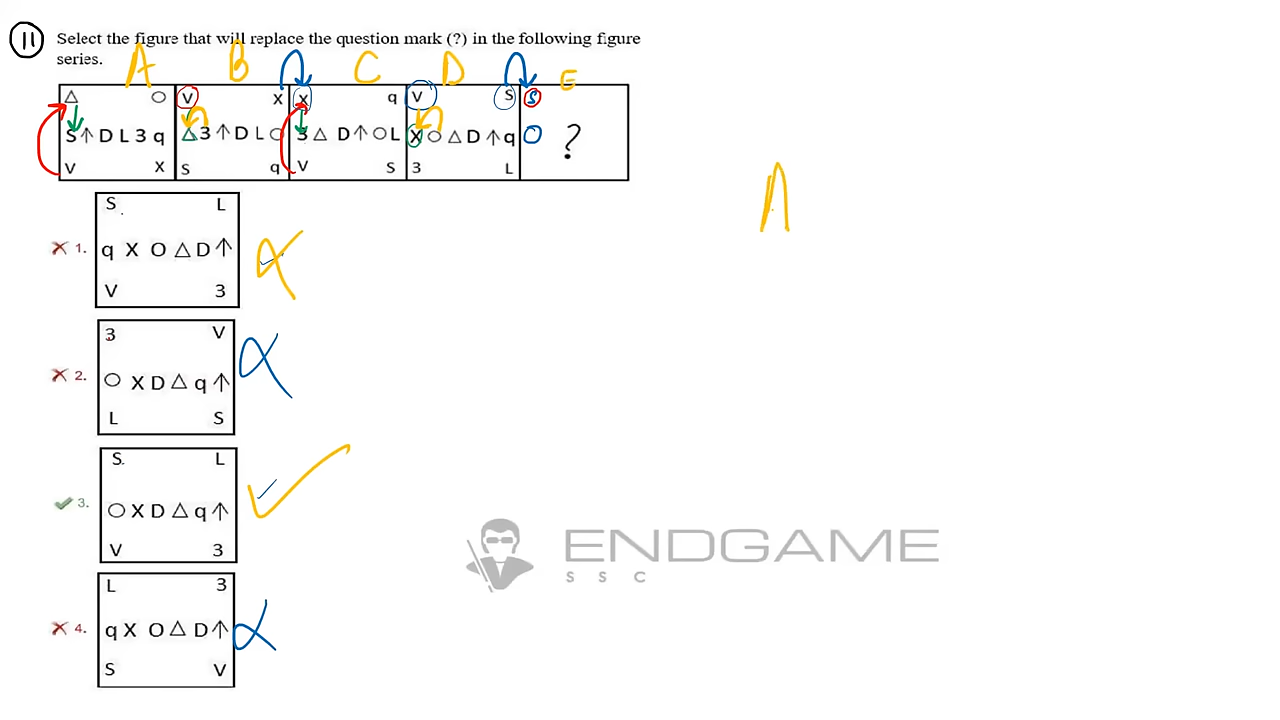 11 Select the figure that will replace the question mark (?) in the following figure
series.
A B C D E
△ ○ V X X q V S S
S ↑ D L 3 q △ 3 ↑ D L ○ 3 △ D ↑ ○ L X ○ △ D ↑ q ○ ?
V X S q V S 3 L
A
S L
1. q X ○ △ D ↑
V 3
3 V
2. ○ X D △ q ↑
L S
S L
3. ○ X D △ q ↑
V 3
L 3
4. q X ○ △ D ↑
S V
ENDGAME
SSC